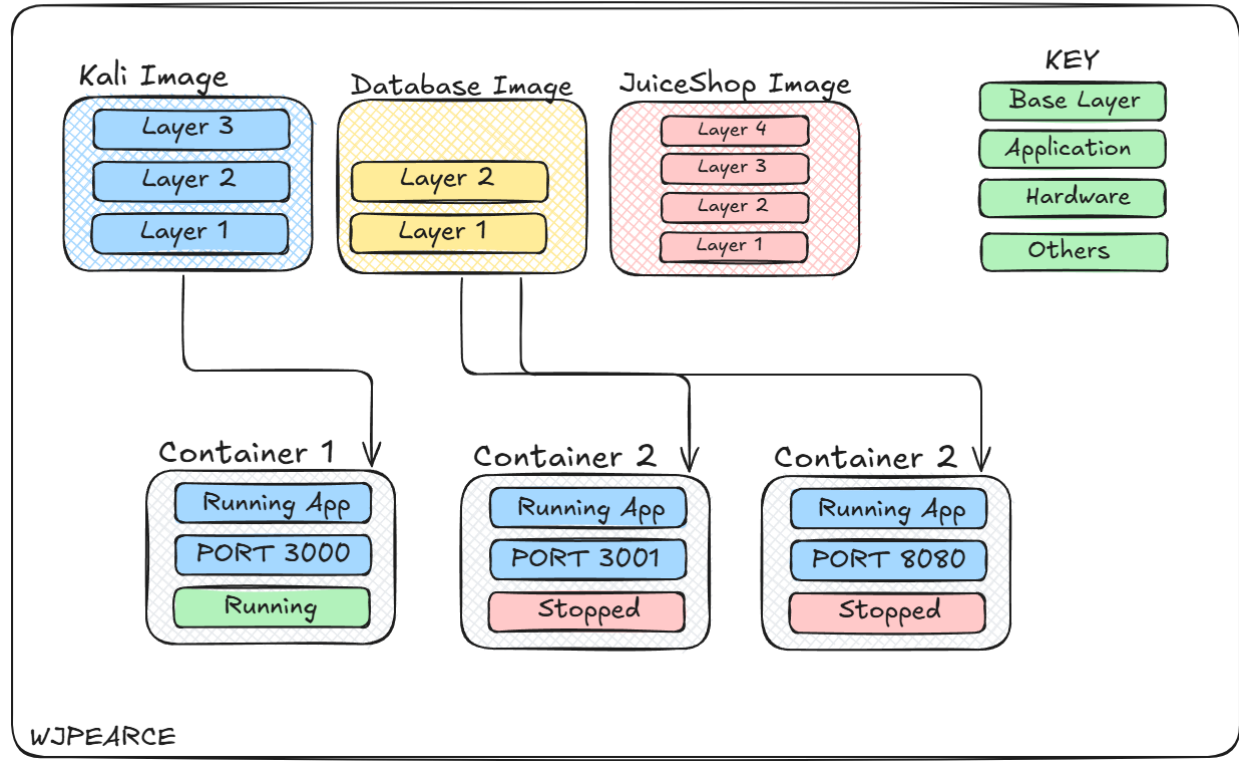 Kali Image
Layer 3
Layer 2
Layer 1
Database Image
Layer 2
Layer 1
JuiceShop Image
Layer 4
Layer 3
Layer 2
Layer 1
KEY
Base Layer
Application
Hardware
Others
Container 1
Running App
PORT 3000
Running
Container 2
Running App
PORT 3001
Stopped
Container 2
Running App
PORT 8080
Stopped
WJPEARCE